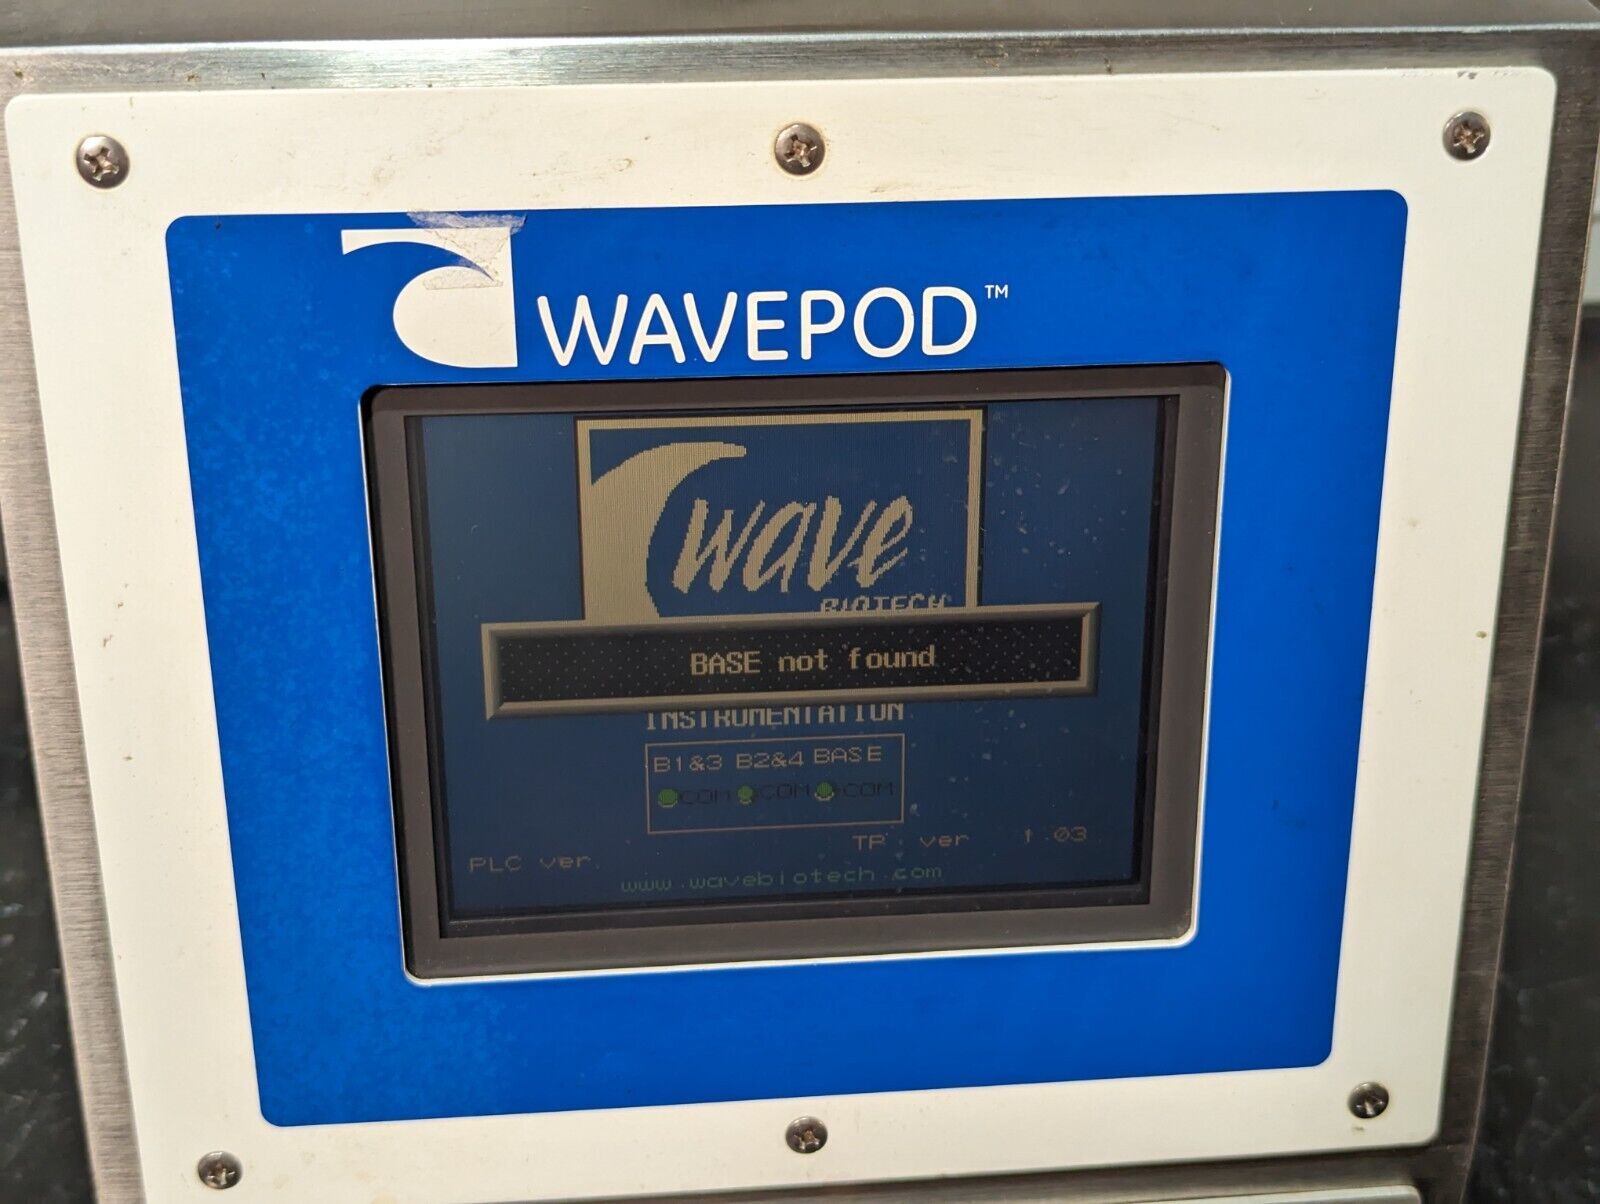 WAVEPOD™
wave
BIOTECH
BASE not found
INSTRUMENTATION
B1&3 B2&4 BASE
COM COM COM
TP ver 1.03
PLC ver.
www.wavebiotech.com